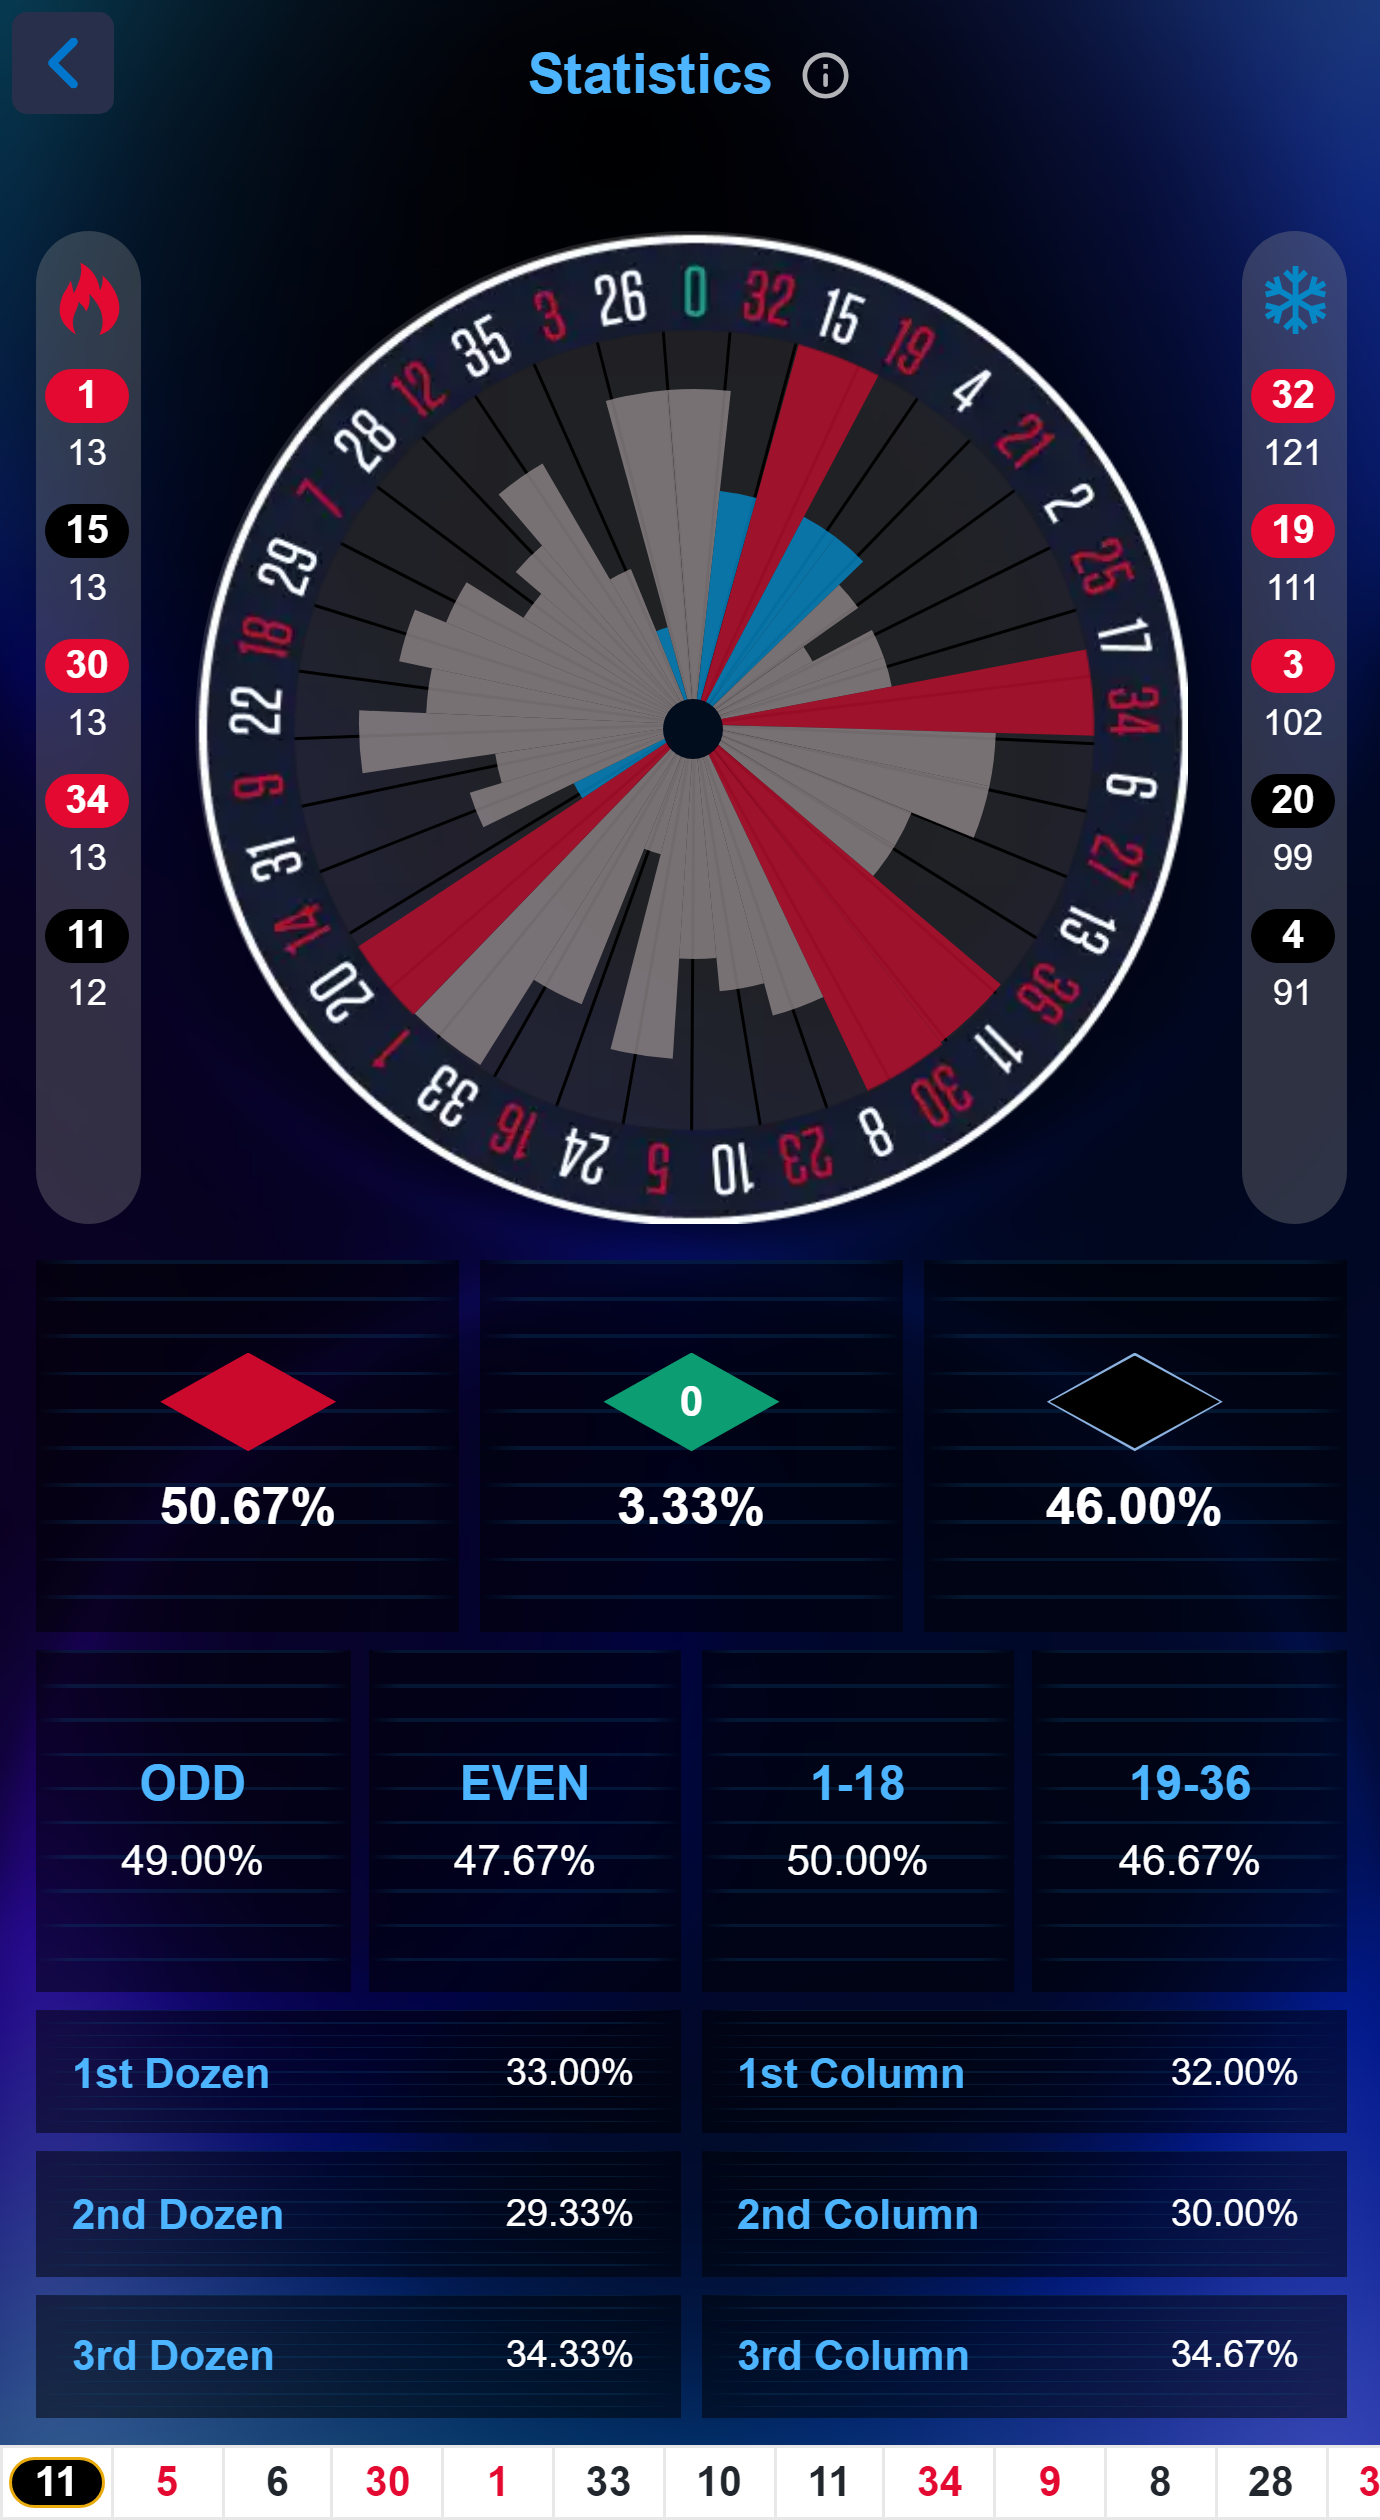 Statistics
26 0 32 15 19 4 21 2 25 17 34 6 27 13 36 11 30 8 23 10 5 24 16 33 1 20 14 31 9 22 18 29 7 28 12 35 3
1
13
15
13
30
13
34
13
11
12
32
121
19
111
3
102
20
99
4
91
0
50.67% 3.33% 46.00%
ODD EVEN 1-18 19-36
49.00% 47.67% 50.00% 46.67%
1st Dozen 33.00% 1st Column 32.00%
2nd Dozen 29.33% 2nd Column 30.00%
3rd Dozen 34.33% 3rd Column 34.67%
11 5 6 30 1 33 10 11 34 9 8 28